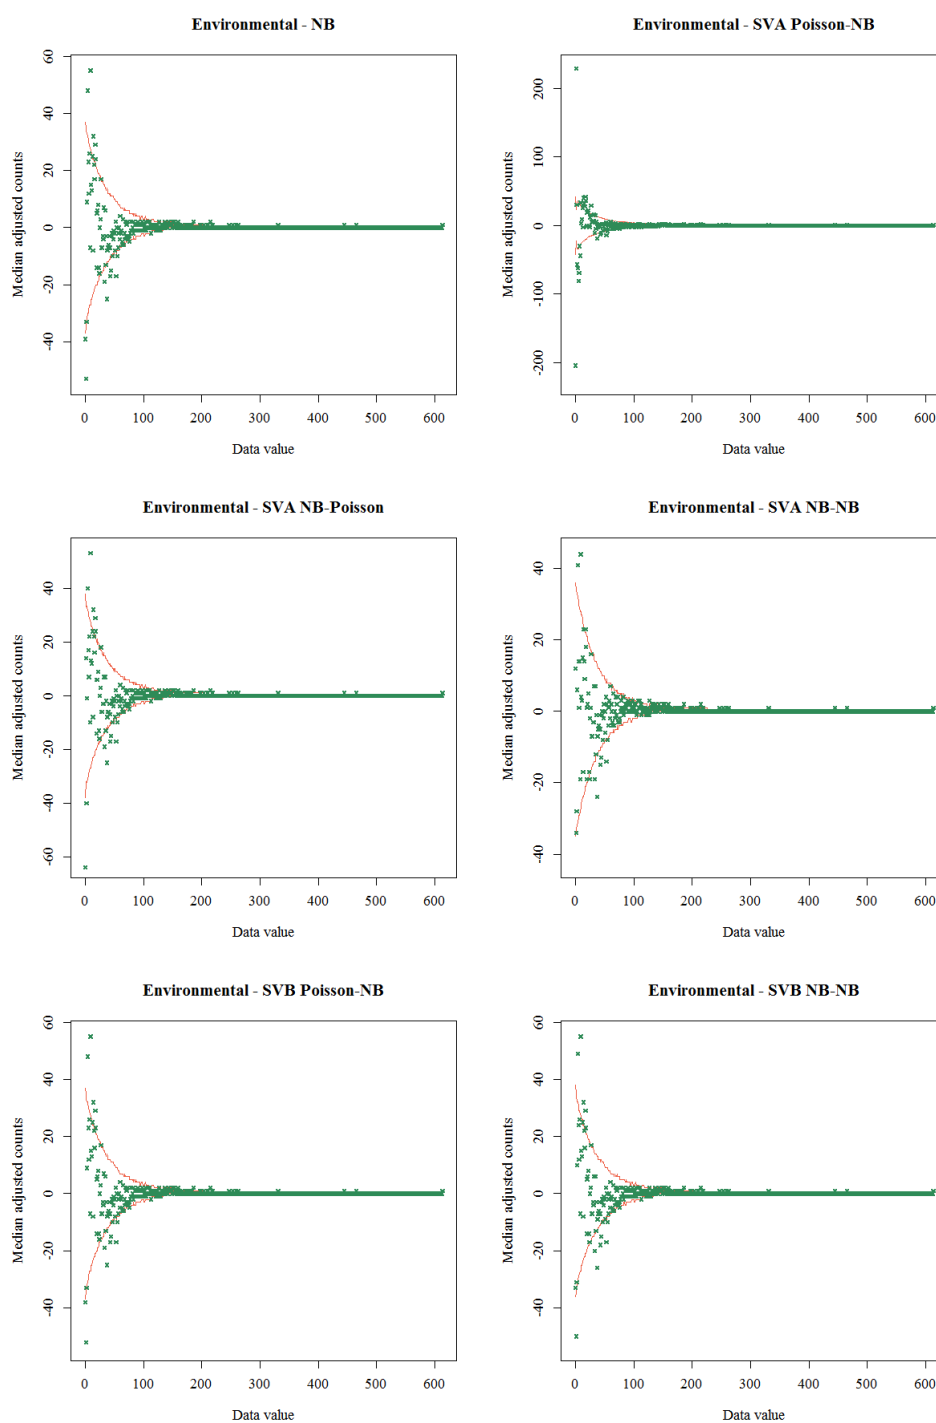 Environmental - NB
Median adjusted counts
60
40
20
0
-20
-40
0 100 200 300 400 500 600
Data value
Environmental - SVA Poisson-NB
Median adjusted counts
200
100
0
-100
-200
0 100 200 300 400 500 600
Data value
Environmental - SVA NB-Poisson
Median adjusted counts
40
20
0
-20
-40
-60
0 100 200 300 400 500 600
Data value
Environmental - SVA NB-NB
Median adjusted counts
40
20
0
-20
-40
0 100 200 300 400 500 600
Data value
Environmental - SVB Poisson-NB
Median adjusted counts
60
40
20
0
-20
-40
0 100 200 300 400 500 600
Data value
Environmental - SVB NB-NB
Median adjusted counts
60
40
20
0
-20
-40
0 100 200 300 400 500 600
Data value